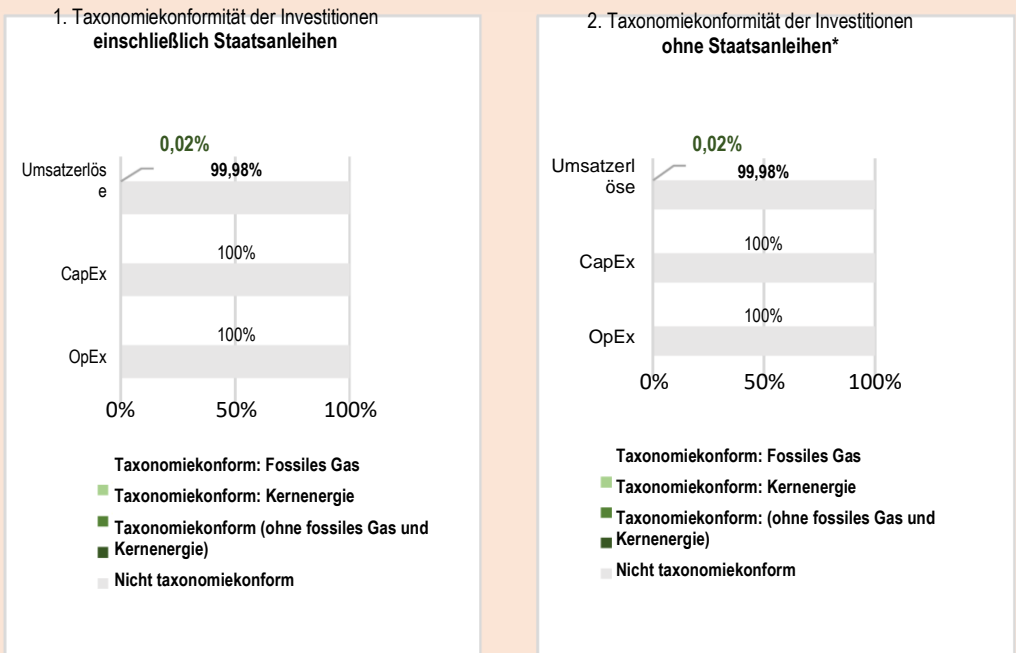 1. Taxonomiekonformität der Investitionen
einschließlich Staatsanleihen
0,02%
Umsatzerlös
e
99,98%
CapEx
100%
OpEx
100%
0% 50% 100%
Taxonomiekonform: Fossiles Gas
Taxonomiekonform: Kernenergie
Taxonomiekonform (ohne fossiles Gas und
Kernenergie)
Nicht taxonomiekonform
2. Taxonomiekonformität der Investitionen
ohne Staatsanleihen*
0,02%
Umsatzerl
öse
99,98%
CapEx
100%
OpEx
100%
0% 50% 100%
Taxonomiekonform: Fossiles Gas
Taxonomiekonform: Kernenergie
Taxonomiekonform: (ohne fossiles Gas und
Kernenergie)
Nicht taxonomiekonform